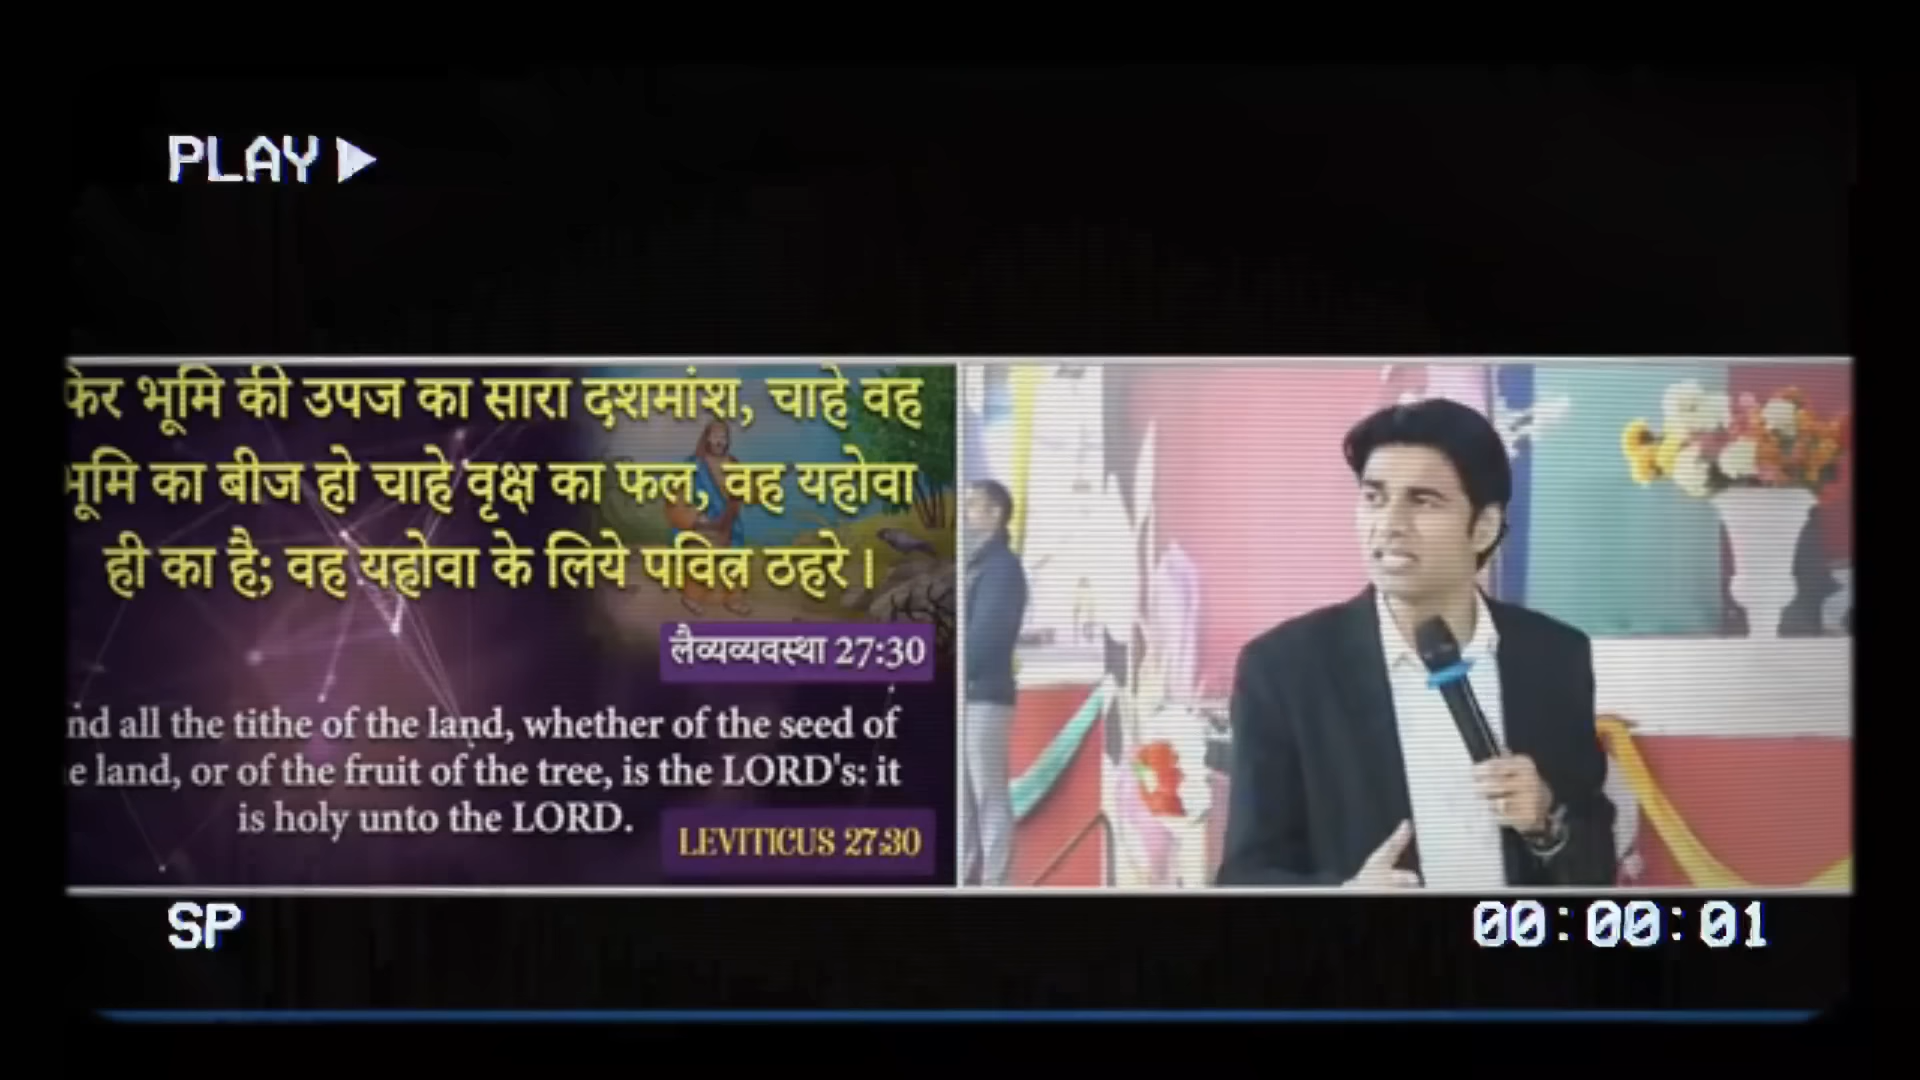 PLAY
फेर भूमि की उपज का सारा दशमांश, चाहे वह
भूमि का बीज हो चाहे वृक्ष का फल, वह यहोवा
ही का है; वह यहोवा के लिये पवित्र ठहरे।
लैव्यव्यवस्था 27:30
nd all the tithe of the land, whether of the seed of
e land, or of the fruit of the tree, is the LORD's: it
is holy unto the LORD.
LEVITICUS 27:30
SP
00:00:01